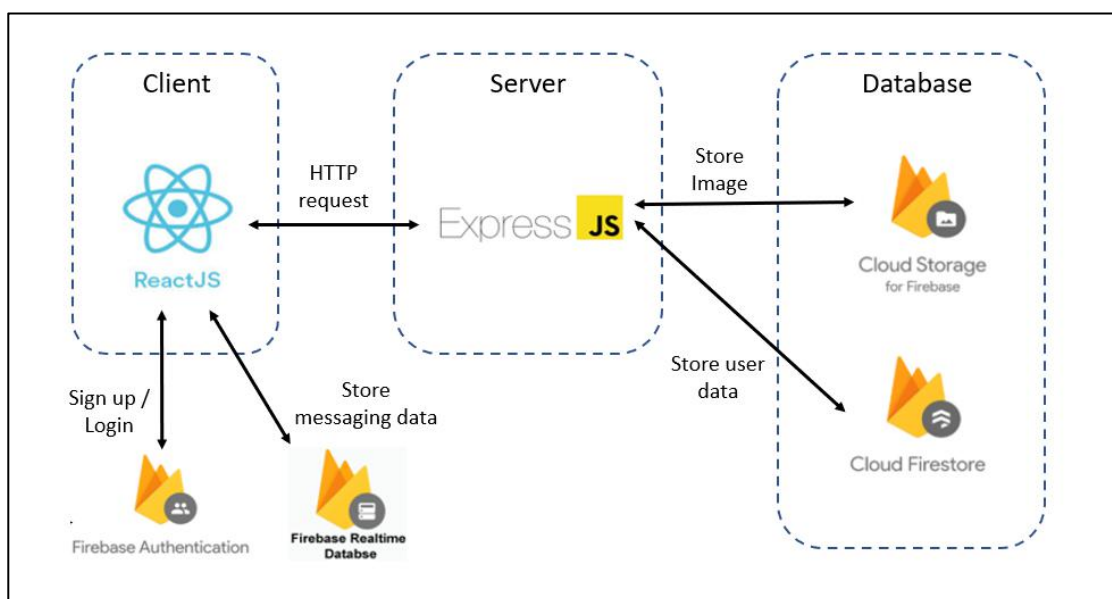 Client
Server
Database
HTTP
request
Store
Image
Express JS
ReactJS
Cloud Storage
for Firebase
Sign up /
Login
Store
messaging data
Store user
data
Cloud Firestore
Firebase Authentication
Firebase Realtime
Databse